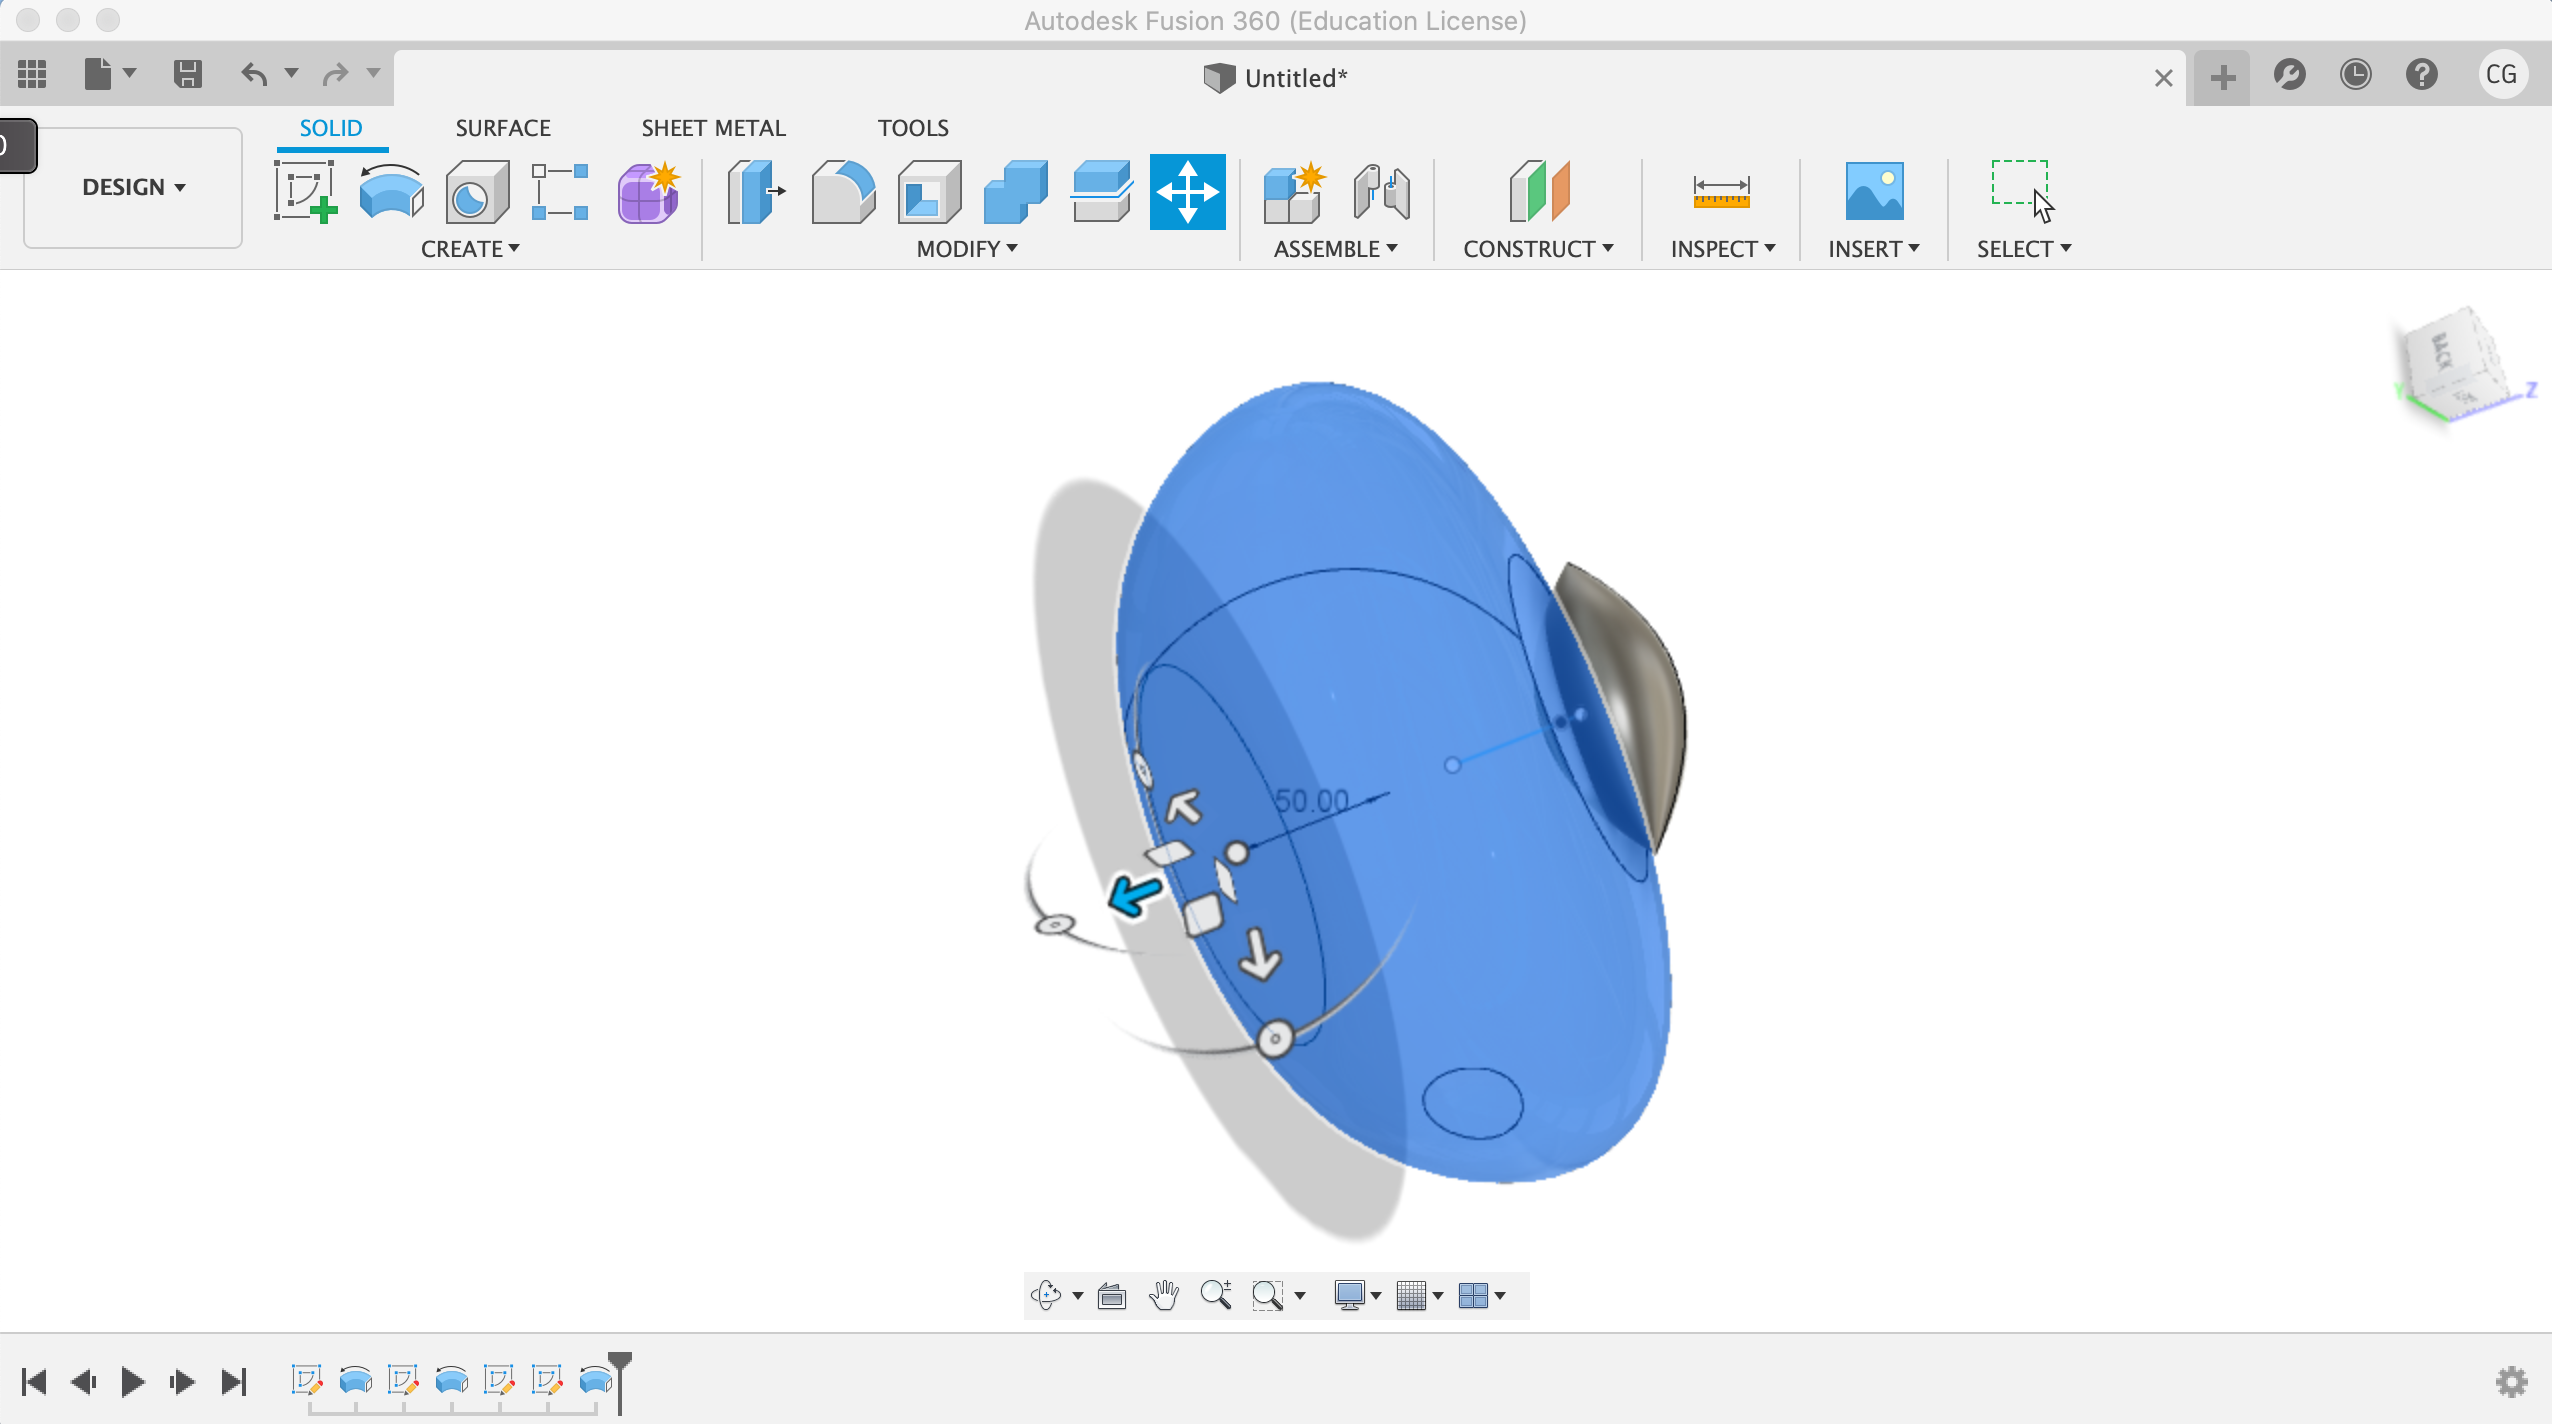 Autodesk Fusion 360 (Education License)
Untitled*
CG
SOLID
SURFACE
SHEET METAL
TOOLS
DESIGN
CREATE
MODIFY
ASSEMBLE
CONSTRUCT
INSPECT
INSERT
SELECT
BACK
Y
Z
50.00